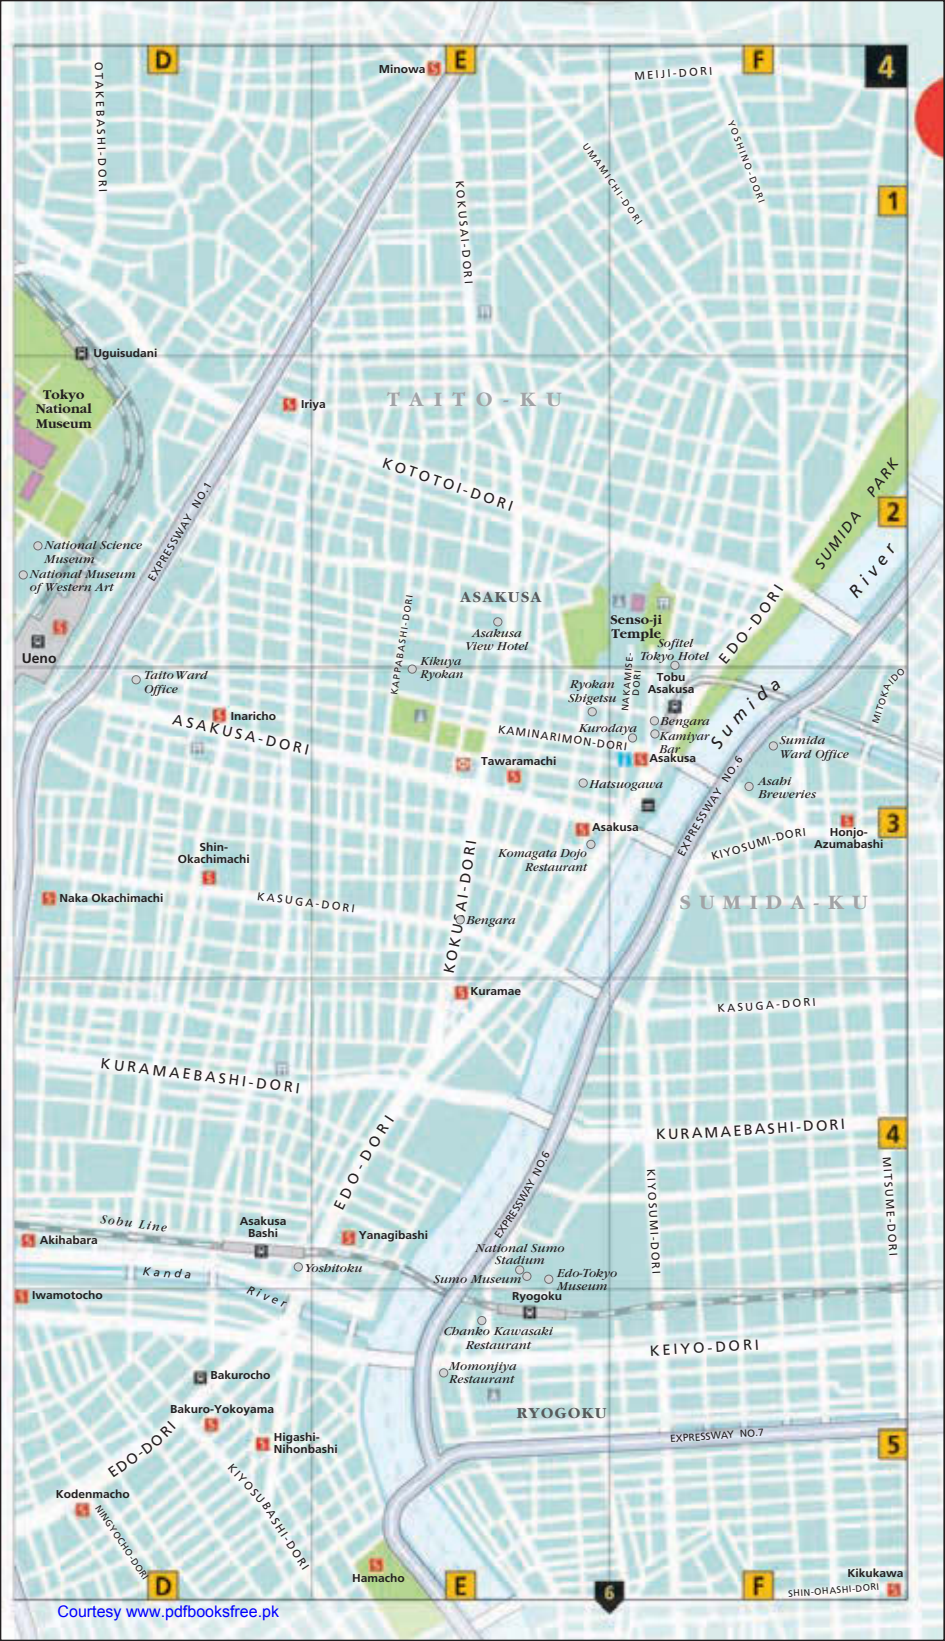 D
E
F
4
Minowa
S
MEIJI-DORI
OTAKEBASHI-DORI
YOSHINO-DORI
UMAMICHI-DORI
KOKUSAI-DORI
1
Uguisudani
Tokyo
National
Museum
S
Iriya
TAITO-KU
KOTOTOI-DORI
EXPRESSWAY NO.1
SUMIDA PARK
2
River
National Science
Museum
National Museum
of Western Art
S
Ueno
ASAKUSA
Asakusa
View Hotel
KAPPABASHI-DORI
Kikuya
Ryokan
Senso-ji
Temple
Sofitel
Tokyo Hotel
EDO-DORI
NAKAMISE-
DORI
Tobu
Asakusa
Ryokan
Shigetsu
MITOKAIDO
Taito Ward
Office
S
Inaricho
ASAKUSA-DORI
Kurodaya
Bengara
Kamiyar
Bar
Sumida
KAMINARIMON-DORI
Sumida
Ward Office
Tawaramachi
S
S
Asakusa
Hatsuogawa
Asahi
Breweries
EXPRESSWAY NO.6
3
S
Asakusa
S
Honjo-
Azumabashi
KIYOSUMI-DORI
Komagata Dojo
Restaurant
Shin-
Okachimachi
S
S
Naka Okachimachi
KASUGA-DORI
KOKUSAI-DORI
Bengara
SUMIDA-KU
S
Kuramae
KASUGA-DORI
KURAMAEBASHI-DORI
KURAMAEBASHI-DORI
4
EDO-DORI
EXPRESSWAY NO.6
KIYOSUMI-DORI
MITSUME-DORI
Sobu Line
Asakusa
Bashi
S
Akihabara
S
Yanagibashi
Yoshitoku
Kanda
River
National Sumo
Stadium
Sumo Museum
Edo-Tokyo
Museum
Ryogoku
S
Iwamotocho
Chanko Kawasaki
Restaurant
KEIYO-DORI
Momonjiya
Restaurant
Bakurocho
RYOGOKU
Bakuro-Yokoyama
S
S
Higashi-
Nihonbashi
EXPRESSWAY NO.7
5
EDO-DORI
KIYOSUBASHI-DORI
Kodenmacho
S
NINGYOCHO-DORI
S
Hamacho
Kikukawa
S
SHIN-OHASHI-DORI
D
E
6
F
Courtesy www.pdfbooksfree.pk